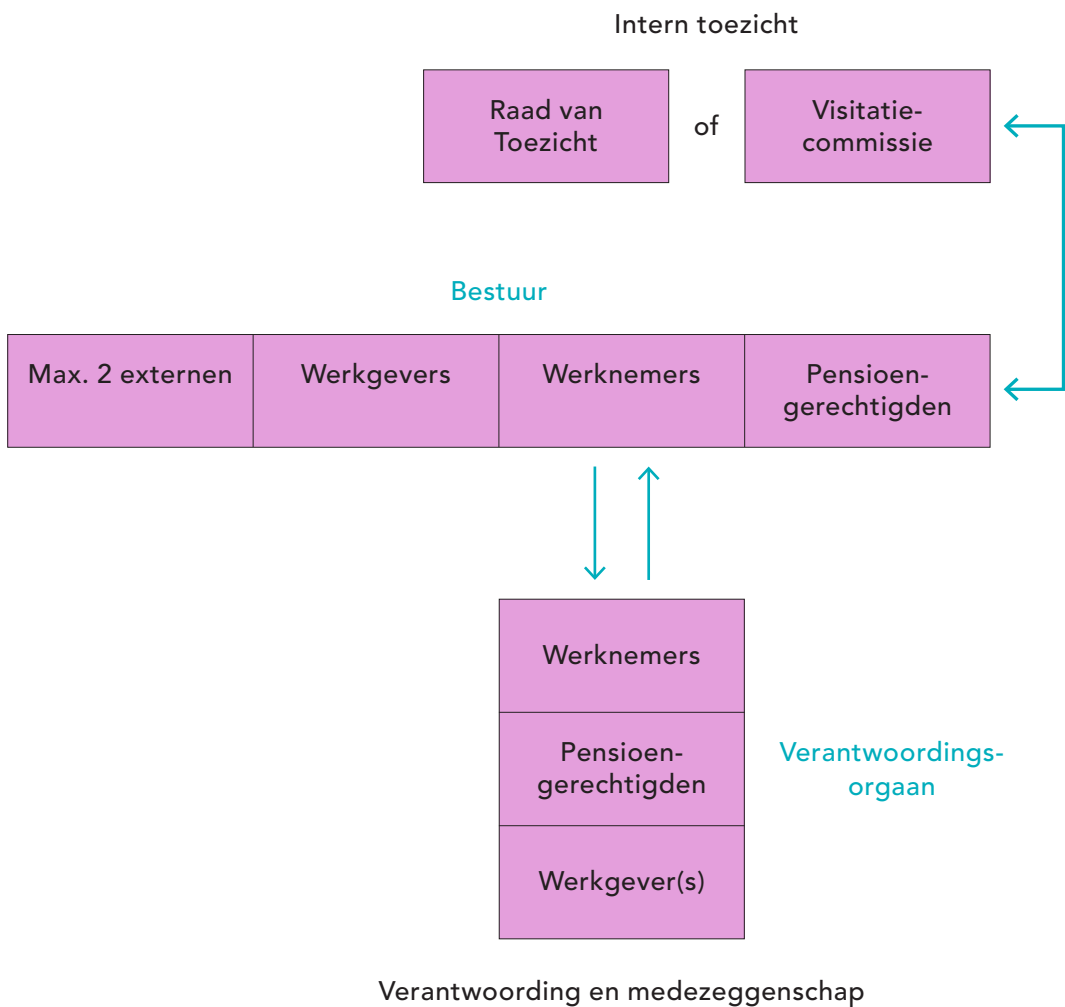 Intern toezicht
Raad van
Toezicht
of
Visitatie-
commissie
Bestuur
Max. 2 externen
Werkgevers
Werknemers
Pensioen-
gerechtigden
Werknemers
Pensioen-
gerechtigden
Werkgever(s)
Verantwoordings-
orgaan
Verantwoording en medezeggenschap